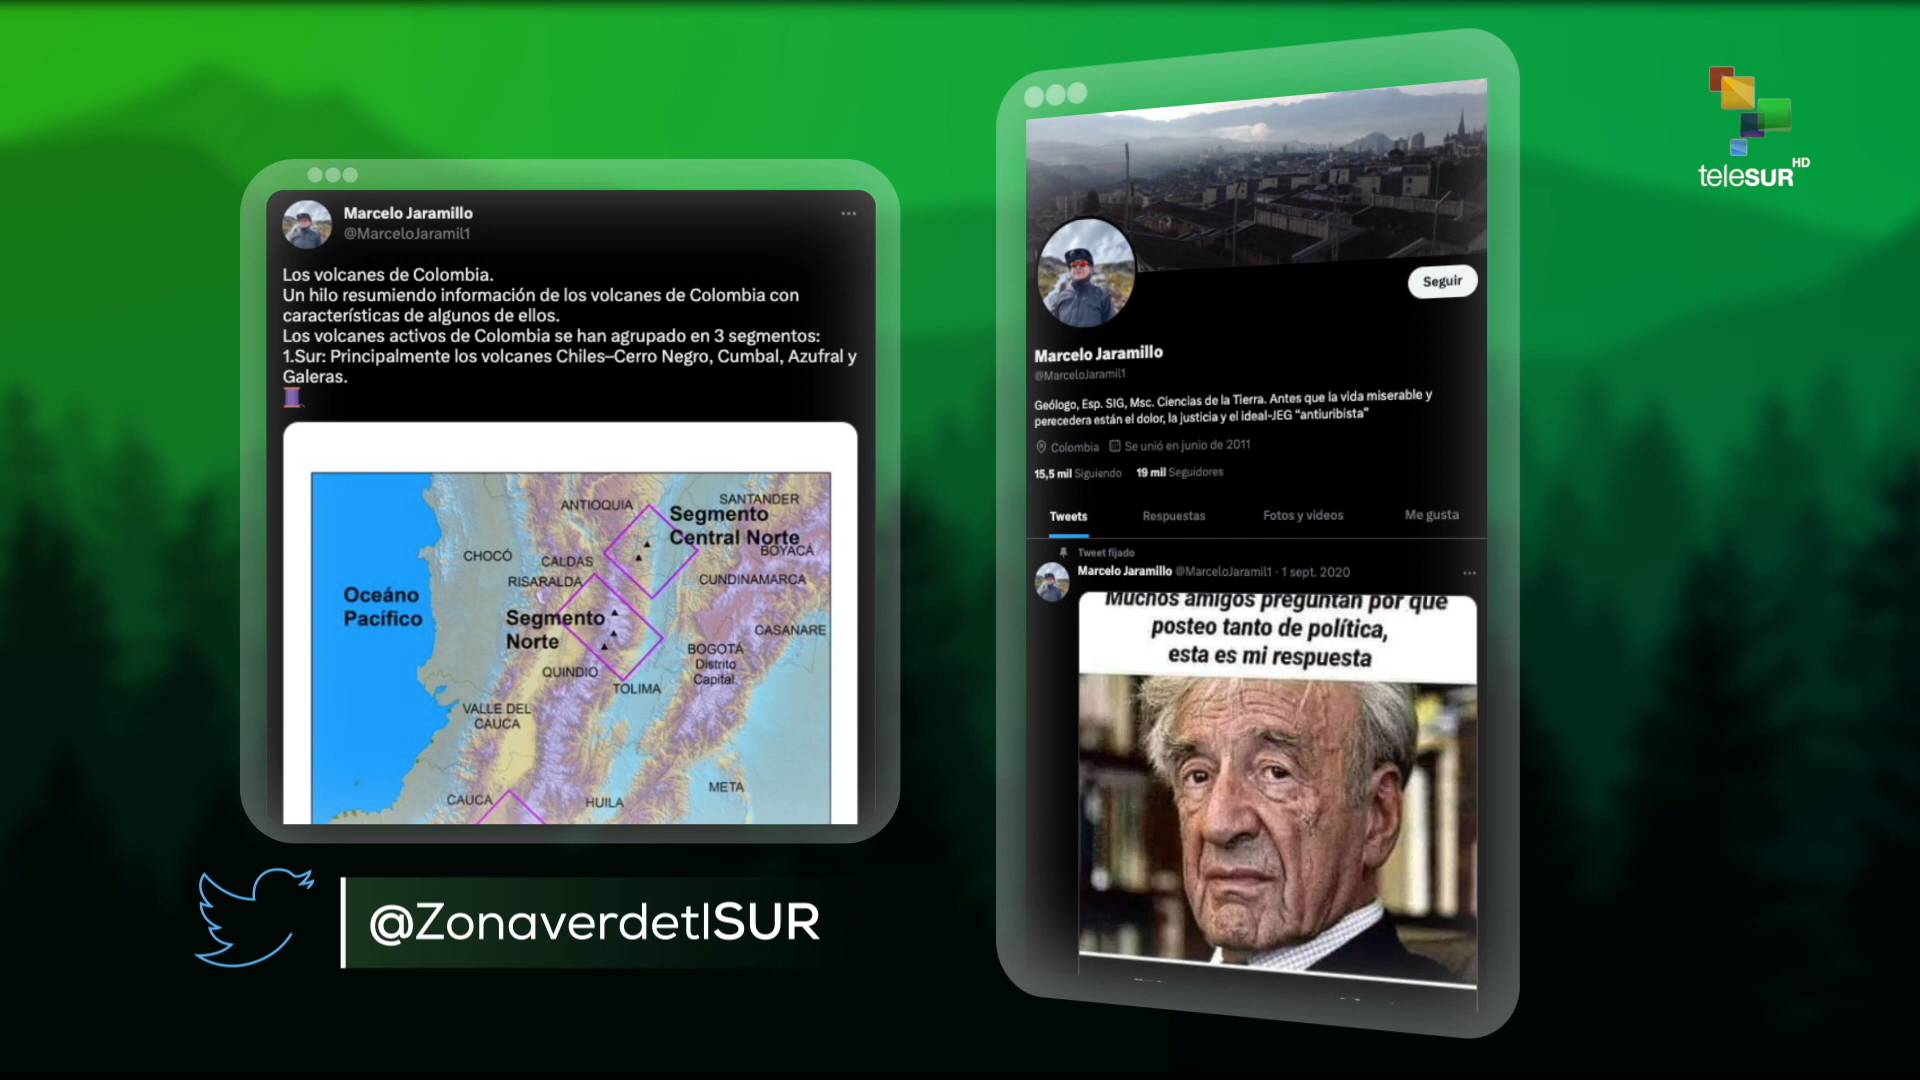 Marcelo Jaramillo
@MarceloJaramil1
Los volcanes de Colombia.
Un hilo resumiendo información de los volcanes de Colombia con
características de algunos de ellos.
Los volcanes activos de Colombia se han agrupado en 3 segmentos:
1.Sur: Principalmente los volcanes Chiles–Cerro Negro, Cumbal, Azufral y
Galeras.
ANTIOQUIA
SANTANDER
Segmento
Central Norte
BOYACÁ
CHOCÓ
CALDAS
RISARALDA
CUNDINAMARCA
Oceáno
Pacífico
Segmento
Norte
CASANARE
BOGOTÁ
Distrito
Capital.
QUINDIO
TOLIMA
VALLE DEL
CAUCA
META
CAUCA
HUILA
@ZonaverdetlSUR
Seguir
Marcelo Jaramillo
@MarceloJaramil1
Geólogo, Esp. SIG, Msc. Ciencias de la Tierra. Antes que la vida miserable y
perecedera están el dolor, la justicia y el ideal-JEG "antiuribista"
Colombia Se unió en junio de 2011
15,5 mil Siguiendo 19 mil Seguidores
Tweets Respuestas Fotos y videos Me gusta
Tweet fijado
Marcelo Jaramillo @MarceloJaramil1 · 1 sept. 2020
Muchos amigos preguntan por que
posteo tanto de política,
esta es mi respuesta
teleSUR HD